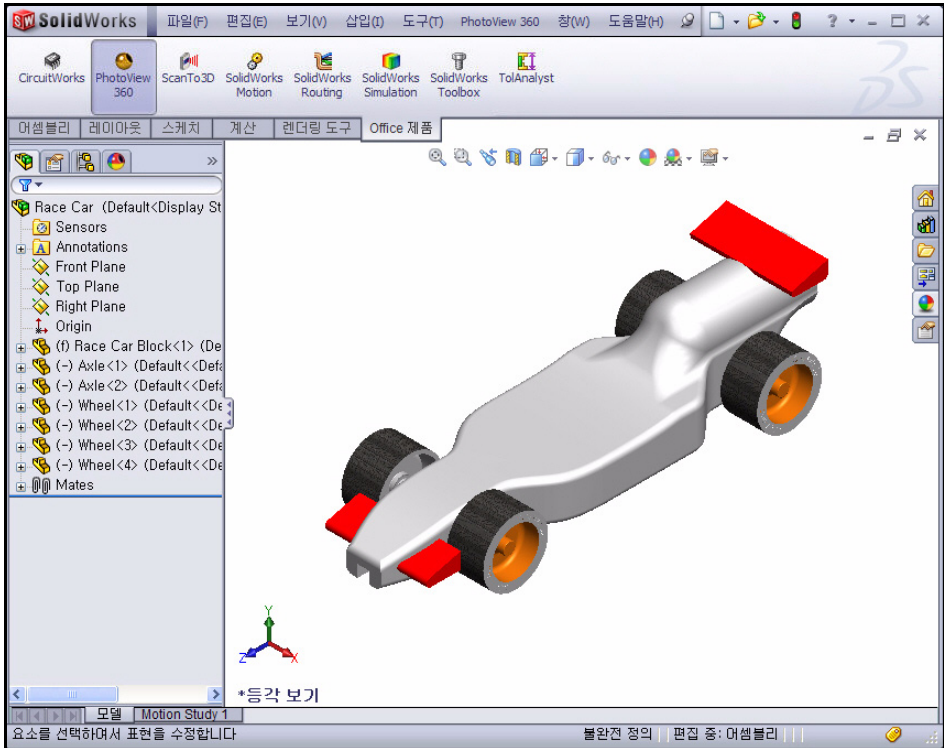 SolidWorks 파일(F) 편집(E) 보기(V) 삽입(I) 도구(T) PhotoView 360 창(W) 도움말(H)
CircuitWorks PhotoView 360 ScanTo3D SolidWorks Motion SolidWorks Routing SolidWorks Simulation SolidWorks Toolbox TolAnalyst
어셈블리 레이아웃 스케치 계산 렌더링 도구 Office 제품
Race Car (Default<Display St
Sensors
Annotations
Front Plane
Top Plane
Right Plane
Origin
(f) Race Car Block<1> (De
(-) Axle<1> (Default<<Defa
(-) Axle<2> (Default<<Defa
(-) Wheel<1> (Default<<De
(-) Wheel<2> (Default<<De
(-) Wheel<3> (Default<<De
(-) Wheel<4> (Default<<De
Mates
Y
Z X
*등각 보기
모델 Motion Study 1
요소를 선택하여서 표현을 수정합니다 불완전 정의 편집 중: 어셈블리